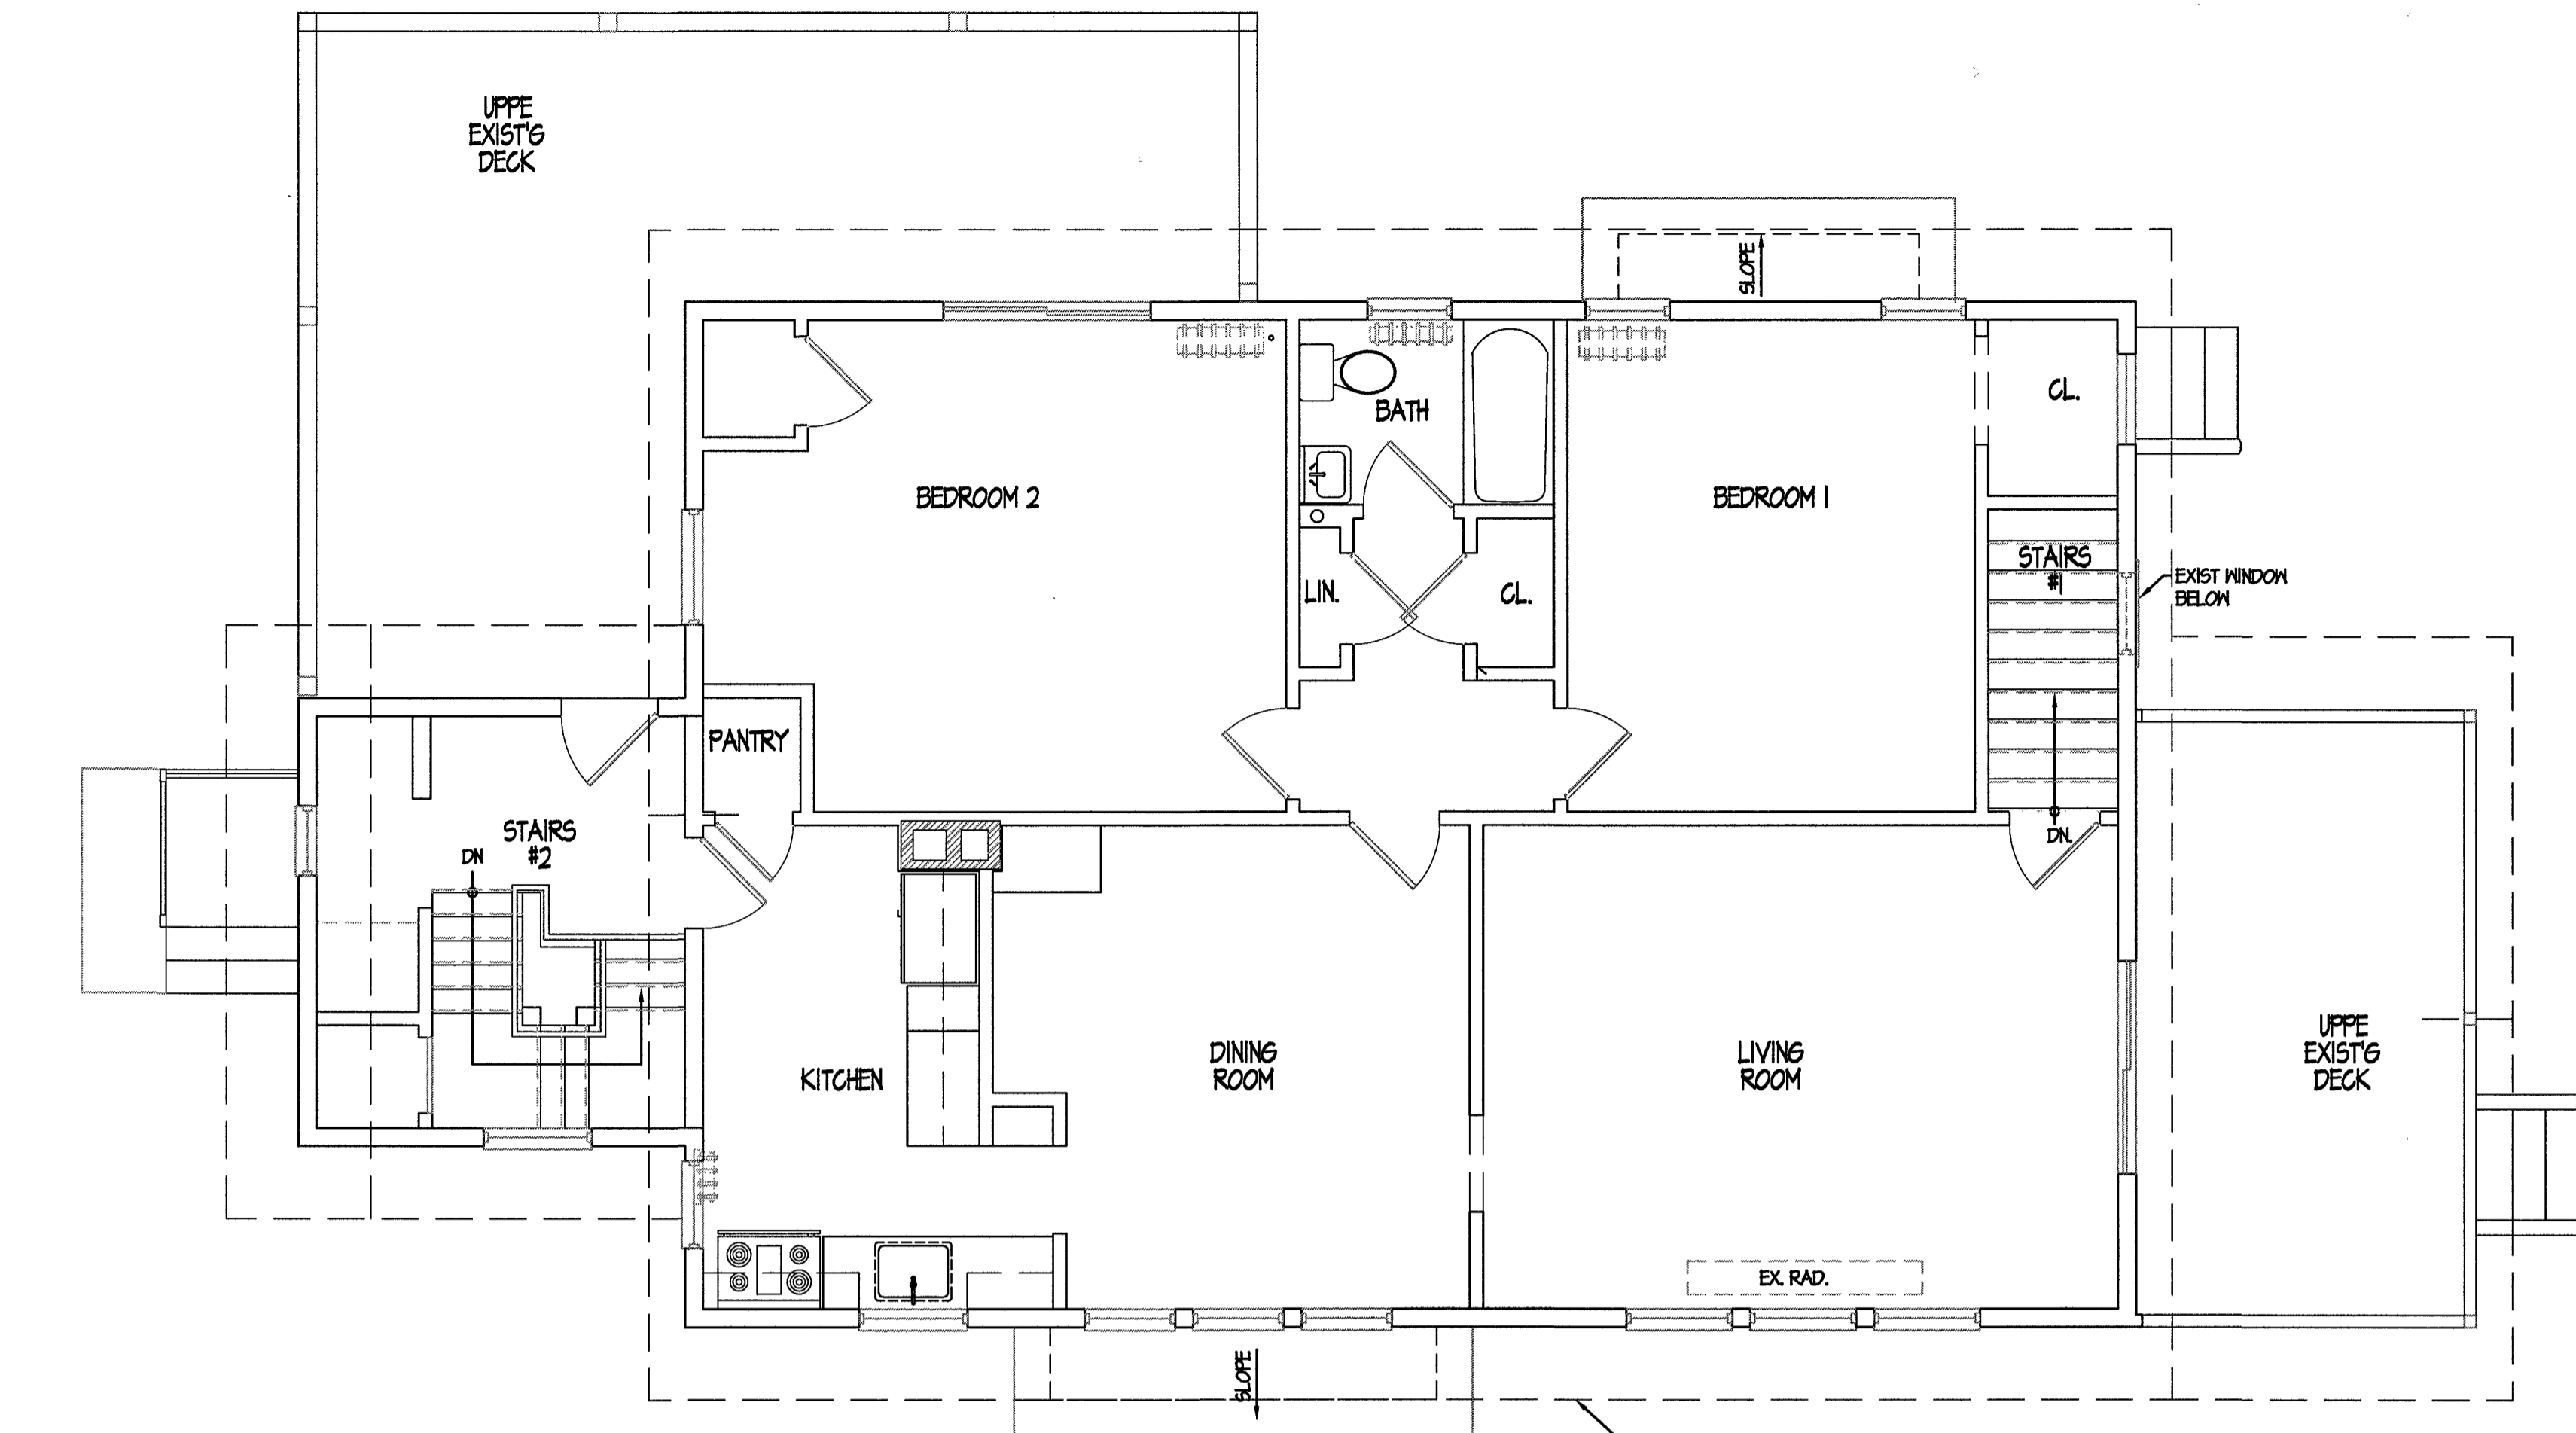 UPPE
EXIST'G
DECK
SLOPE
CL.
BATH
BEDROOM 2
BEDROOM 1
STAIRS
#1
EXIST WINDOW
BELOW
LIN.
CL.
PANTRY
STAIRS
#2
DN
DN.
KITCHEN
DINING
ROOM
LIVING
ROOM
UPPE
EXIST'G
DECK
EX. RAD.
SLOPE